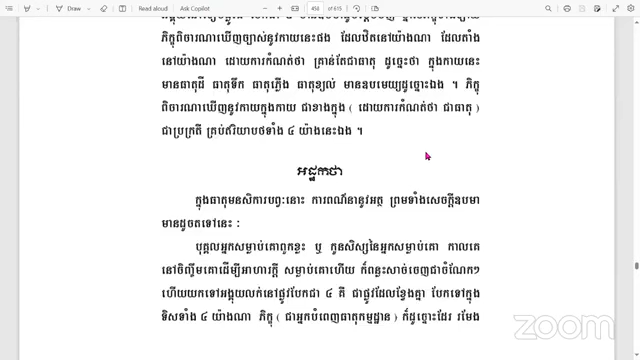 Read aloud
Ask Copilot
458 of 615
ភិក្ខុពិចារណាឃើញច្បាស់នូវកាយនេះផង ដែលឋិតនៅយ៉ាងណា ដែលតាំង
នៅយ៉ាងណា ដោយការកំណត់ថា គ្រាន់តែជាធាតុ ដូច្នេះថា ក្នុងកាយនេះ
មានធាតុដី ធាតុទឹក ធាតុភ្លើង ធាតុខ្យល់ មានឧបមេយ្យដូច្នោះឯង ។ ភិក្ខុ
ពិចារណាឃើញនូវកាយក្នុងកាយ ជាខាងក្នុង ( ដោយការកំណត់ថា ជាធាតុ )
ជាប្រក្រតី គ្រប់ឥរិយាបថទាំង ៤ យ៉ាងនេះឯង ។
អដ្ឋកថា
ក្នុងធាតុមនសិការបព្វៈនោះ ការពណ៌នានូវអត្ថ ព្រមទាំងសេចក្តីឧបមា
មានដូចតទៅនេះ :
បុគ្គលអ្នកសម្លាប់គោពូកខ្លះ ឬ កូនសិស្សនៃអ្នកសម្លាប់គោ កាលគេ
នៅចិញ្ចឹមគោដើម្បីអាហារក្តី សម្លាប់គោហើយ ក៏ពន្លះសាច់ចេញជាចំណែកៗ
ហើយយកទៅអង្គុយលក់នៅផ្លូវបែកជា ៤ គឺ ជាផ្លូវដែលខ្វែងគ្នា បែកទៅក្នុង
ទិសទាំង ៤ យ៉ាងណា ភិក្ខុ ( ជាអ្នកបំពេញធាតុកម្មដ្ឋាន ) ក៏ដូច្នោះដែរ រមែង
zoom